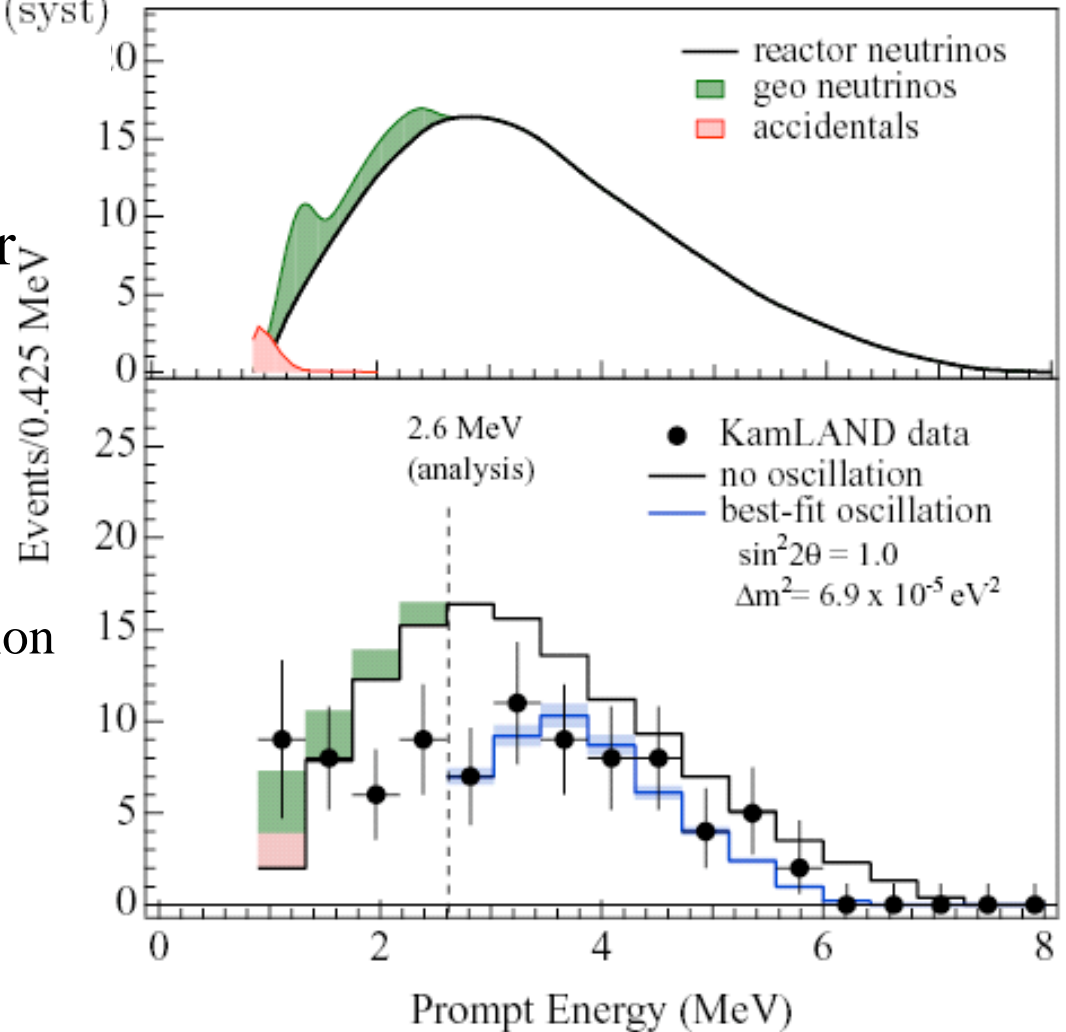 (syst)
reactor neutrinos
geo neutrinos
accidentals
15
10
5
0
Events/0.425 MeV
2.6 MeV
(analysis)
KamLAND data
no oscillation
best-fit oscillation
sin²2θ = 1.0
Δm²= 6.9 x 10⁻⁵ eV²
25
20
15
10
5
0
0 2 4 6 8
Prompt Energy (MeV)